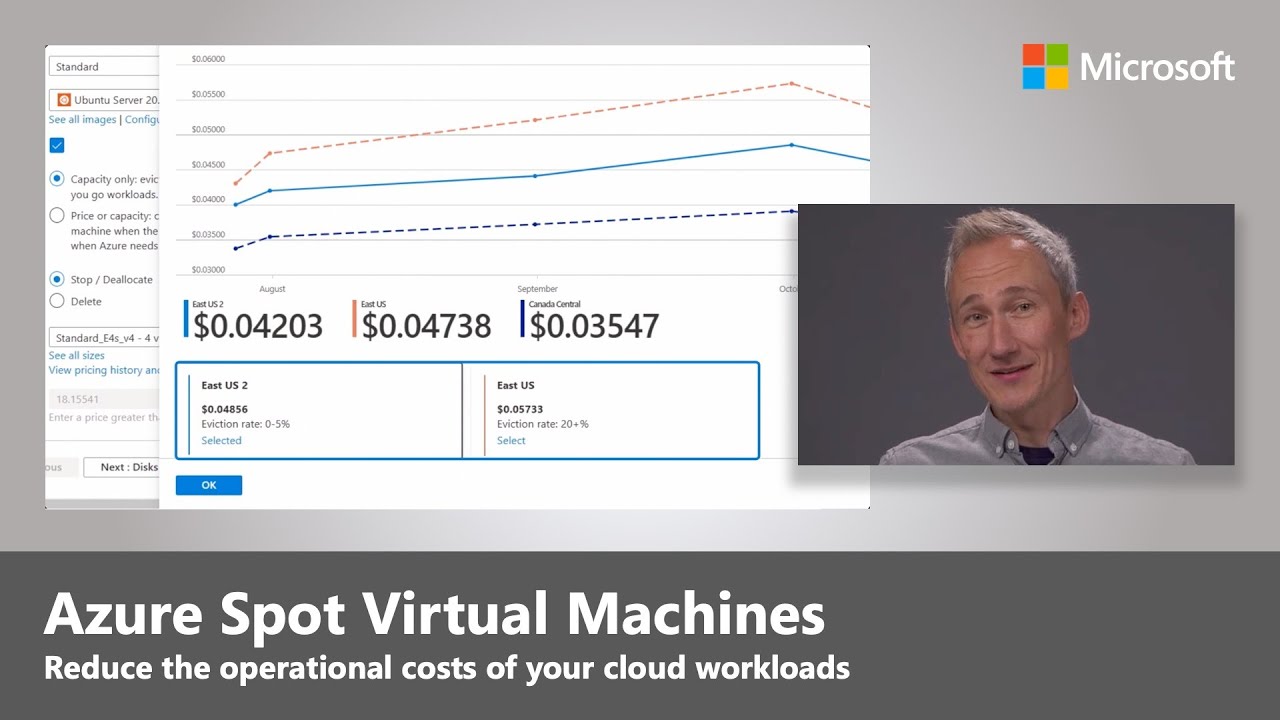 Microsoft
Standard
Ubuntu Server 20.
See all images | Configu
Capacity only: evic
you go workloads.
Price or capacity: c
machine when the
when Azure needs
Stop / Deallocate
Delete
Standard_E4s_v4 - 4 v
See all sizes
View pricing history and
18.15541
Enter a price greater tha
ous
Next : Disks
$0.06000
$0.05500
$0.05000
$0.04500
$0.04000
$0.03500
$0.03000
August September Octo
East US 2 East US Canada Central
$0.04203 $0.04738 $0.03547
East US 2
$0.04856
Eviction rate: 0-5%
Selected
East US
$0.05733
Eviction rate: 20+%
Select
OK
Azure Spot Virtual Machines
Reduce the operational costs of your cloud workloads